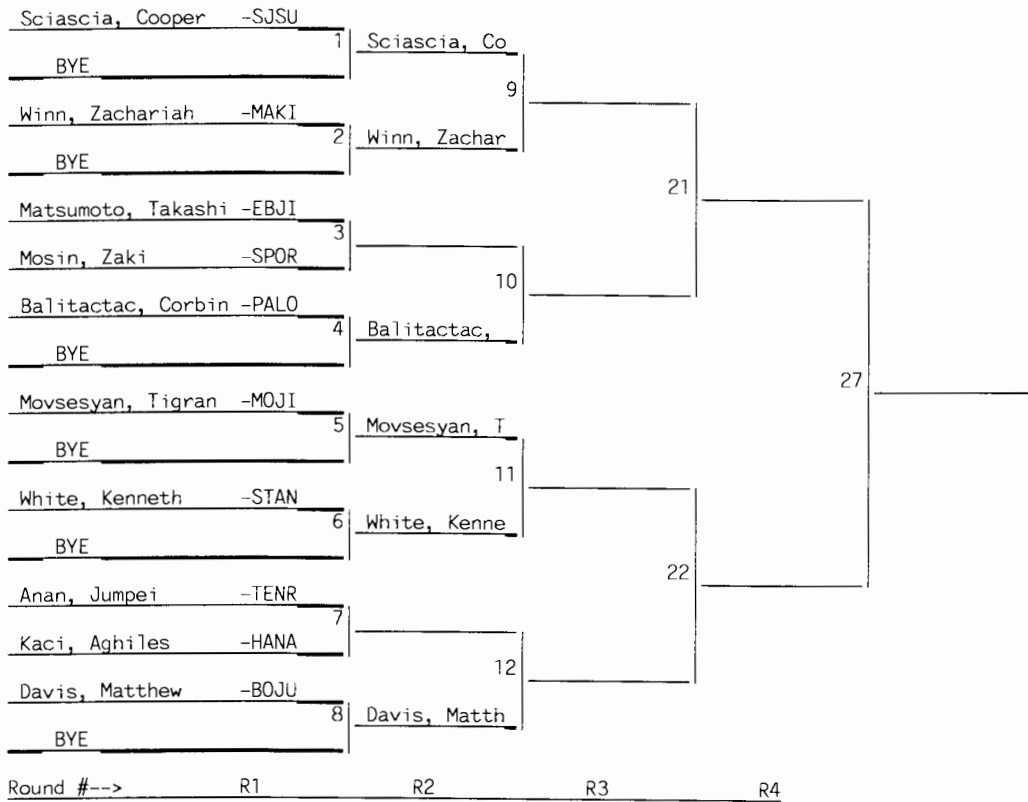 Sciascia, Cooper -SJSU
1 Sciascia, Co
BYE
9
Winn, Zachariah -MAKI
2 Winn, Zachar
BYE
21
Matsumoto, Takashi -EBJI
3
Mosin, Zaki -SPOR
10
Balitactac, Corbin -PALO
4 Balitactac,
BYE
27
Movsesyan, Tigran -MOJI
5 Movsesyan, T
BYE
11
White, Kenneth -STAN
6 White, Kenne
BYE
22
Anan, Jumpei -TENR
7
Kaci, Aghiles -HANA
12
Davis, Matthew -BOJU
8 Davis, Matth
BYE
Round #--> R1 R2 R3 R4